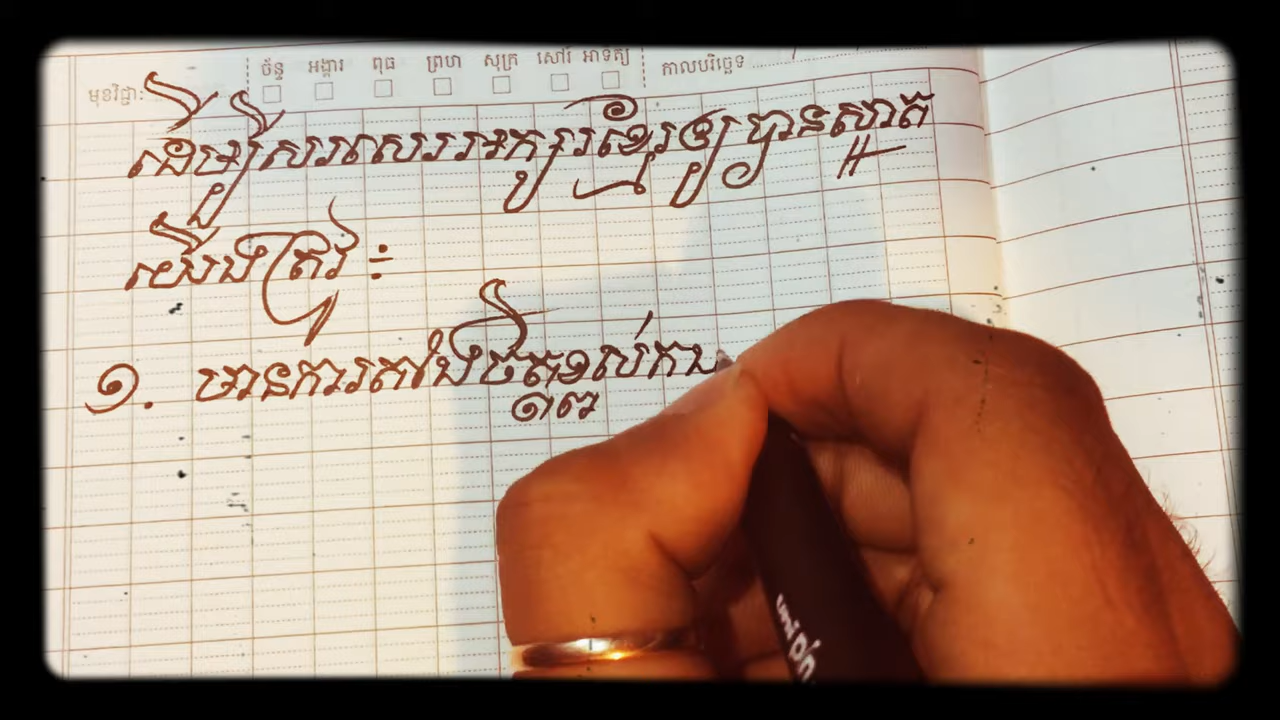 ច័ន្ទ អង្គារ ពុធ ព្រហ សុក្រ សៅរ៍ អាទិត្យ
មុខវិជ្ជា: កាលបរិច្ឆេទ
ដើម្បីសរសេរអក្សរខ្មែរឲ្យបានស្អាត
យើងត្រូវ ៖
១. មានការតាំងចិត្តខ្ពស់ក្ន
uni pin